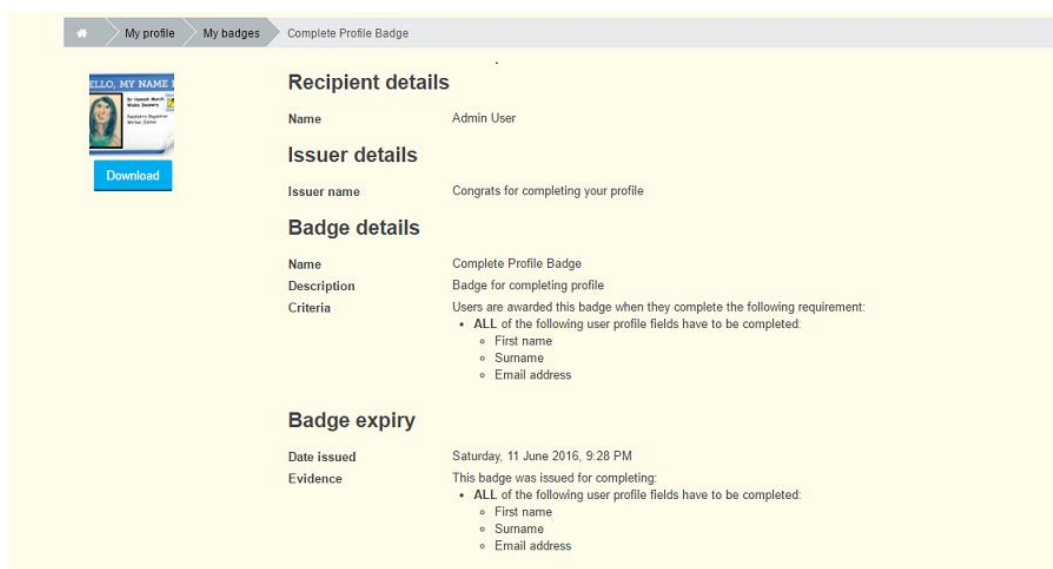 My profile My badges Complete Profile Badge
HELLO, MY NAME
Download
Recipient details
Name Admin User
Issuer details
Issuer name Congrats for completing your profile
Badge details
Name Complete Profile Badge
Description Badge for completing profile
Criteria Users are awarded this badge when they complete the following requirement:
• ALL of the following user profile fields have to be completed:
◦ First name
◦ Surname
◦ Email address
Badge expiry
Date issued Saturday, 11 June 2016, 9:28 PM
Evidence This badge was issued for completing:
• ALL of the following user profile fields have to be completed:
◦ First name
◦ Surname
◦ Email address